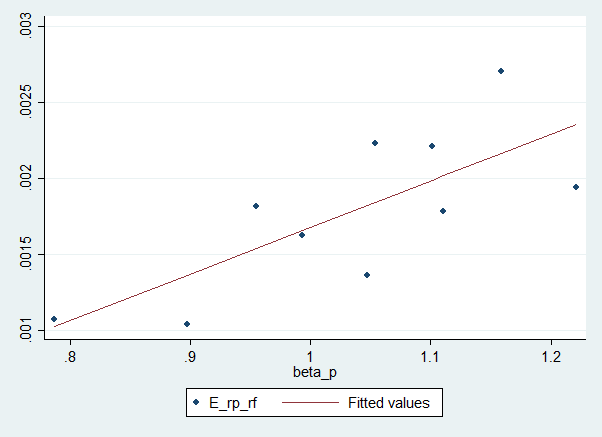 .003
.0025
.002
.0015
.001
.8 .9 1 1.1 1.2
beta_p
E_rp_rf Fitted values